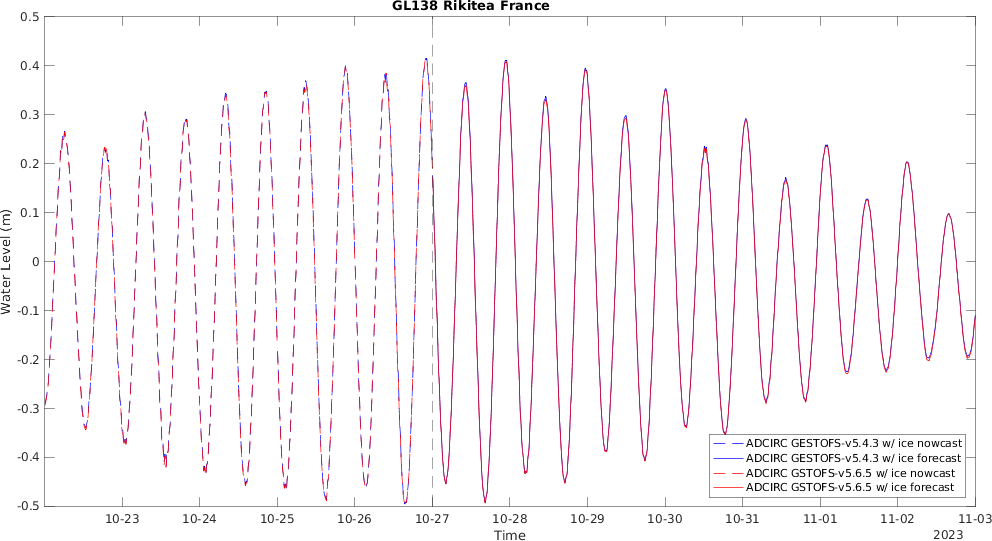 GL138 Rikitea France
0.5
0.4
0.3
0.2
0.1
0
-0.1
-0.2
-0.3
-0.4
-0.5
Water Level (m)
ADCIRC GESTOFS-v5.4.3 w/ ice nowcast
ADCIRC GESTOFS-v5.4.3 w/ ice forecast
ADCIRC GSTOFS-v5.6.5 w/ ice nowcast
ADCIRC GSTOFS-v5.6.5 w/ ice forecast
10-23 10-24 10-25 10-26 10-27 10-28 10-29 10-30 10-31 11-01 11-02 11-03
Time
2023